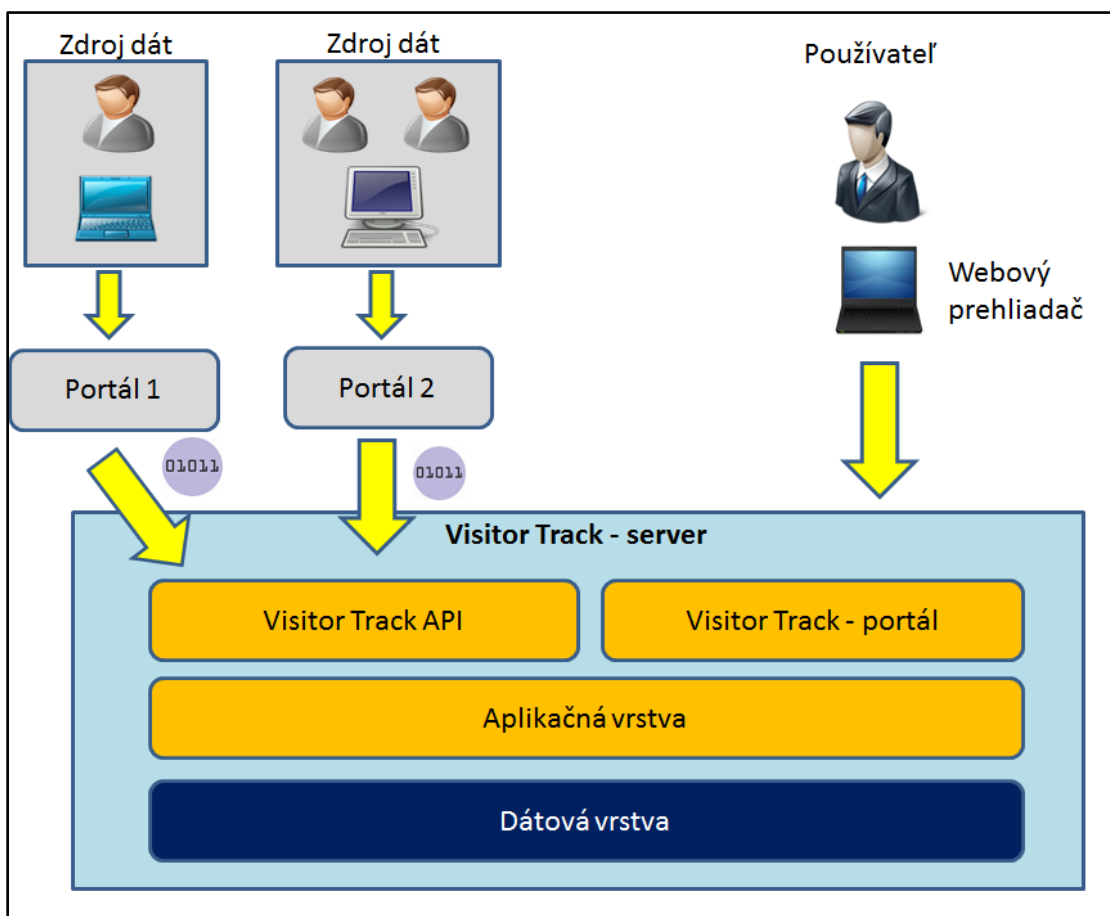 Zdroj dát
Zdroj dát
Používateľ
Webový
prehliadač
Portál 1
Portál 2
01011
01011
Visitor Track - server
Visitor Track API
Visitor Track - portál
Aplikačná vrstva
Dátová vrstva